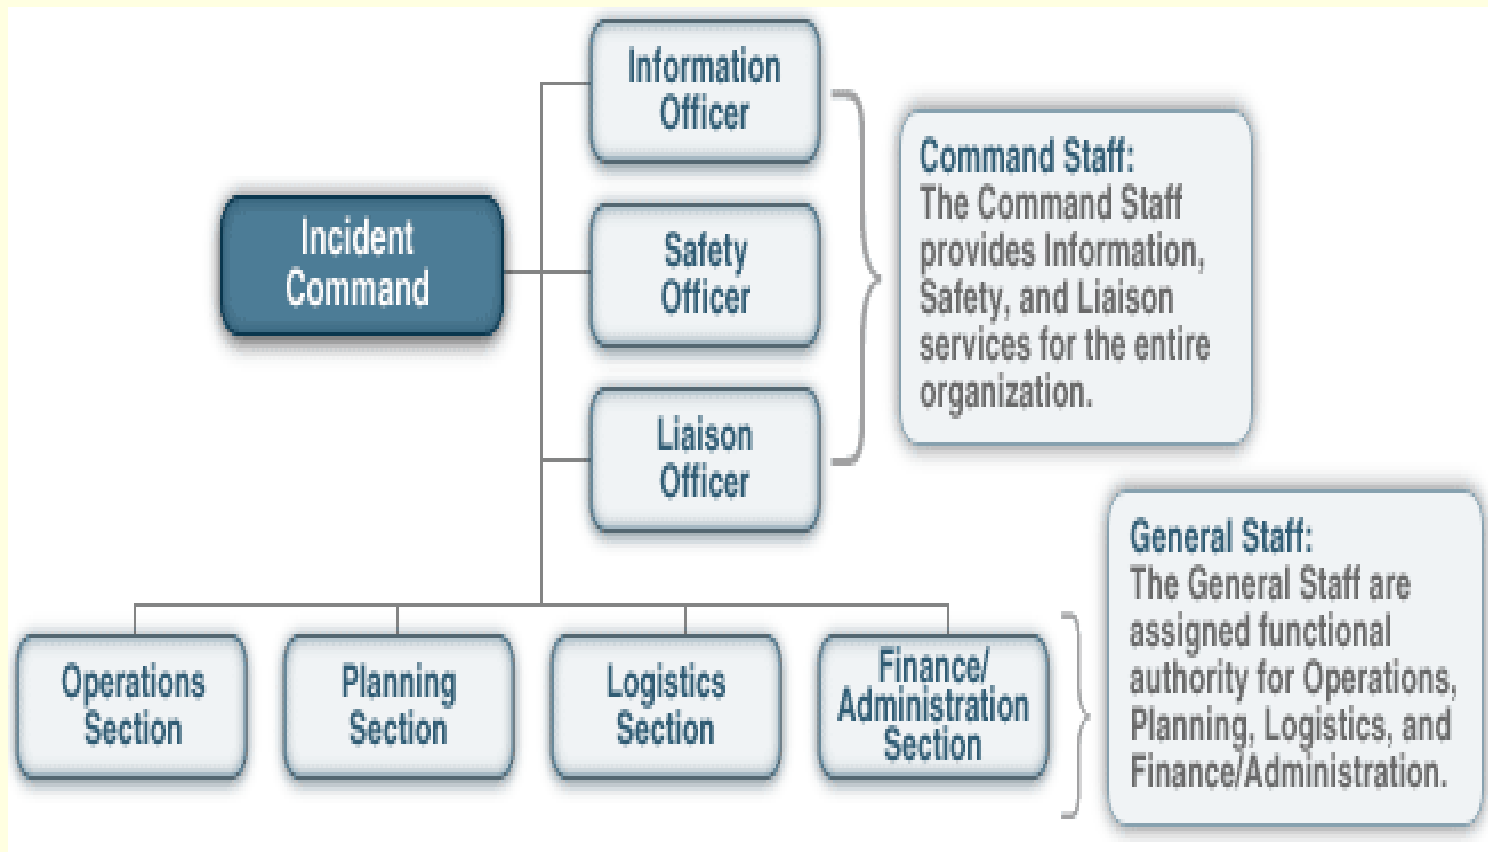 Information
Officer
Incident
Command
Safety
Officer
Liaison
Officer
Command Staff:
The Command Staff
provides Information,
Safety, and Liaison
services for the entire
organization.
Operations
Section
Planning
Section
Logistics
Section
Finance/
Administration
Section
General Staff:
The General Staff are
assigned functional
authority for Operations,
Planning, Logistics, and
Finance/Administration.